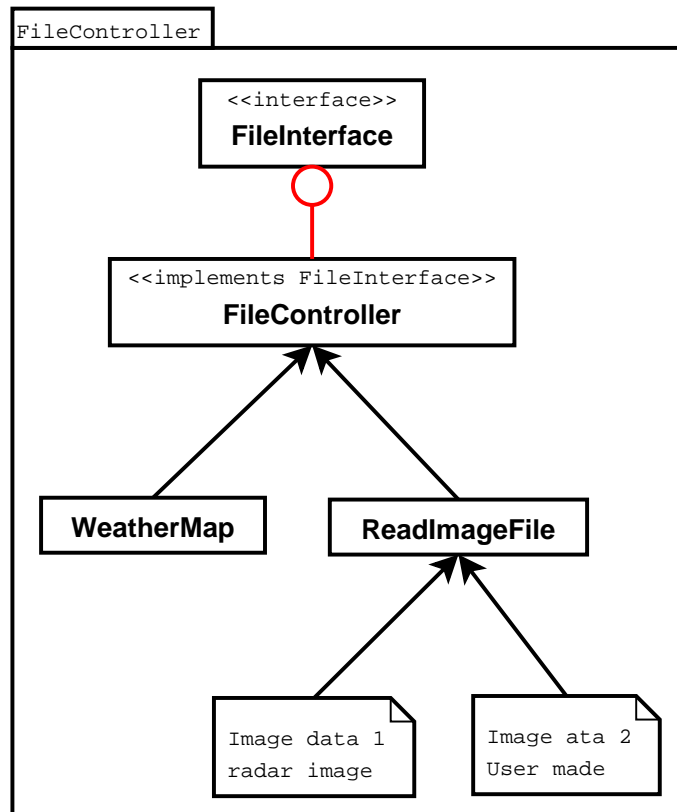 FileController
<<interface>>
FileInterface
<<implements FileInterface>>
FileController
WeatherMap
ReadImageFile
Image data 1
radar image
Image ata 2
User made